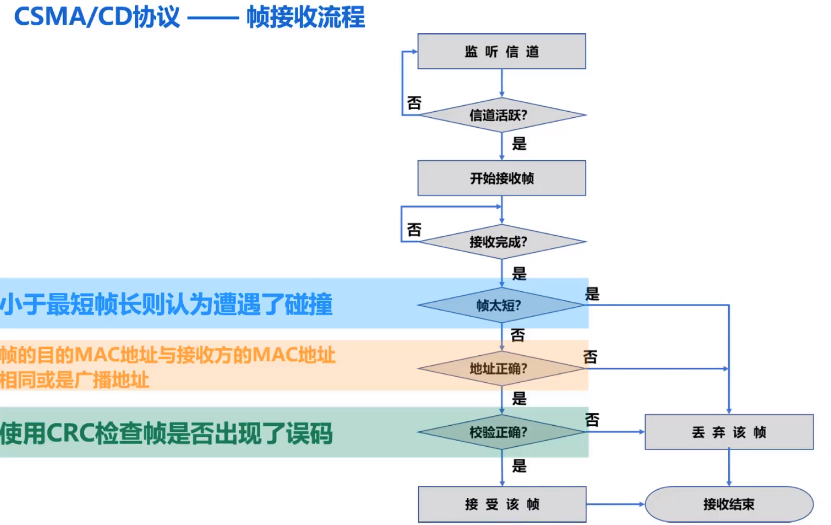 CSMA/CD协议 —— 帧接收流程
监听信道
否
信道活跃?
是
开始接收帧
否
接收完成?
是
小于最短帧长则认为遭遇了碰撞
帧太短?
是
否
帧的目的MAC地址与接收方的MAC地址
相同或是广播地址
地址正确?
否
是
使用CRC检查帧是否出现了误码
校验正确?
否
丢弃该帧
是
接受该帧
接收结束